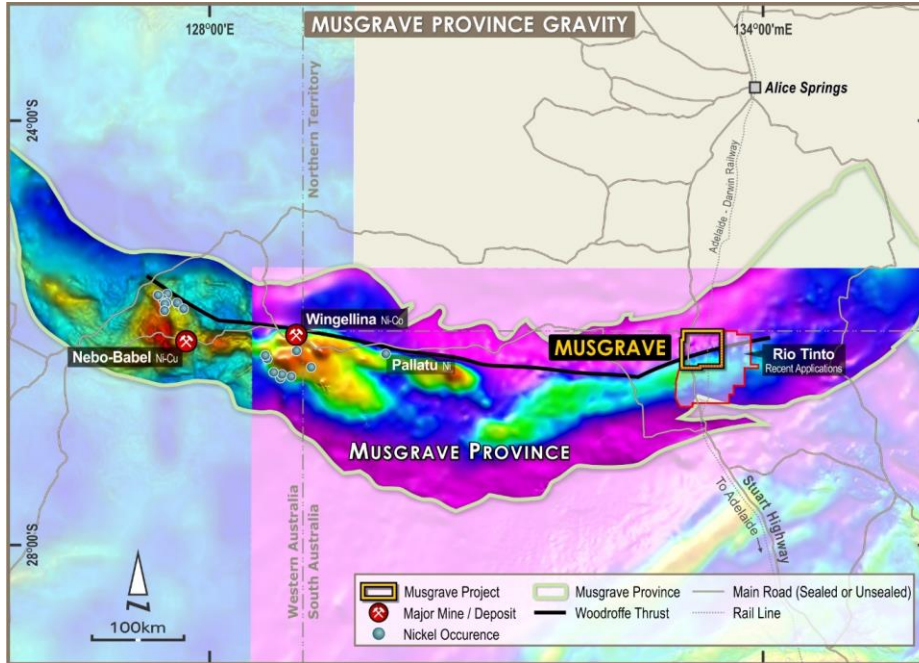 MUSGRAVE PROVINCE GRAVITY
128°00'E
134°00'mE
Alice Springs
24°00'S
Northern Territory
Adelaide - Darwin Railway
Wingellina Ni-Co
Nebo-Babel Ni-Cu
Pallatu Ni
MUSGRAVE
Rio Tinto
Recent Applications
MUSGRAVE PROVINCE
Stuart Highway
To Adelaide
28°00'S
Western Australia
South Australia
Z
100km
Musgrave Project
Musgrave Province
Main Road (Sealed or Unsealed)
Major Mine / Deposit
Woodroffe Thrust
Rail Line
Nickel Occurence